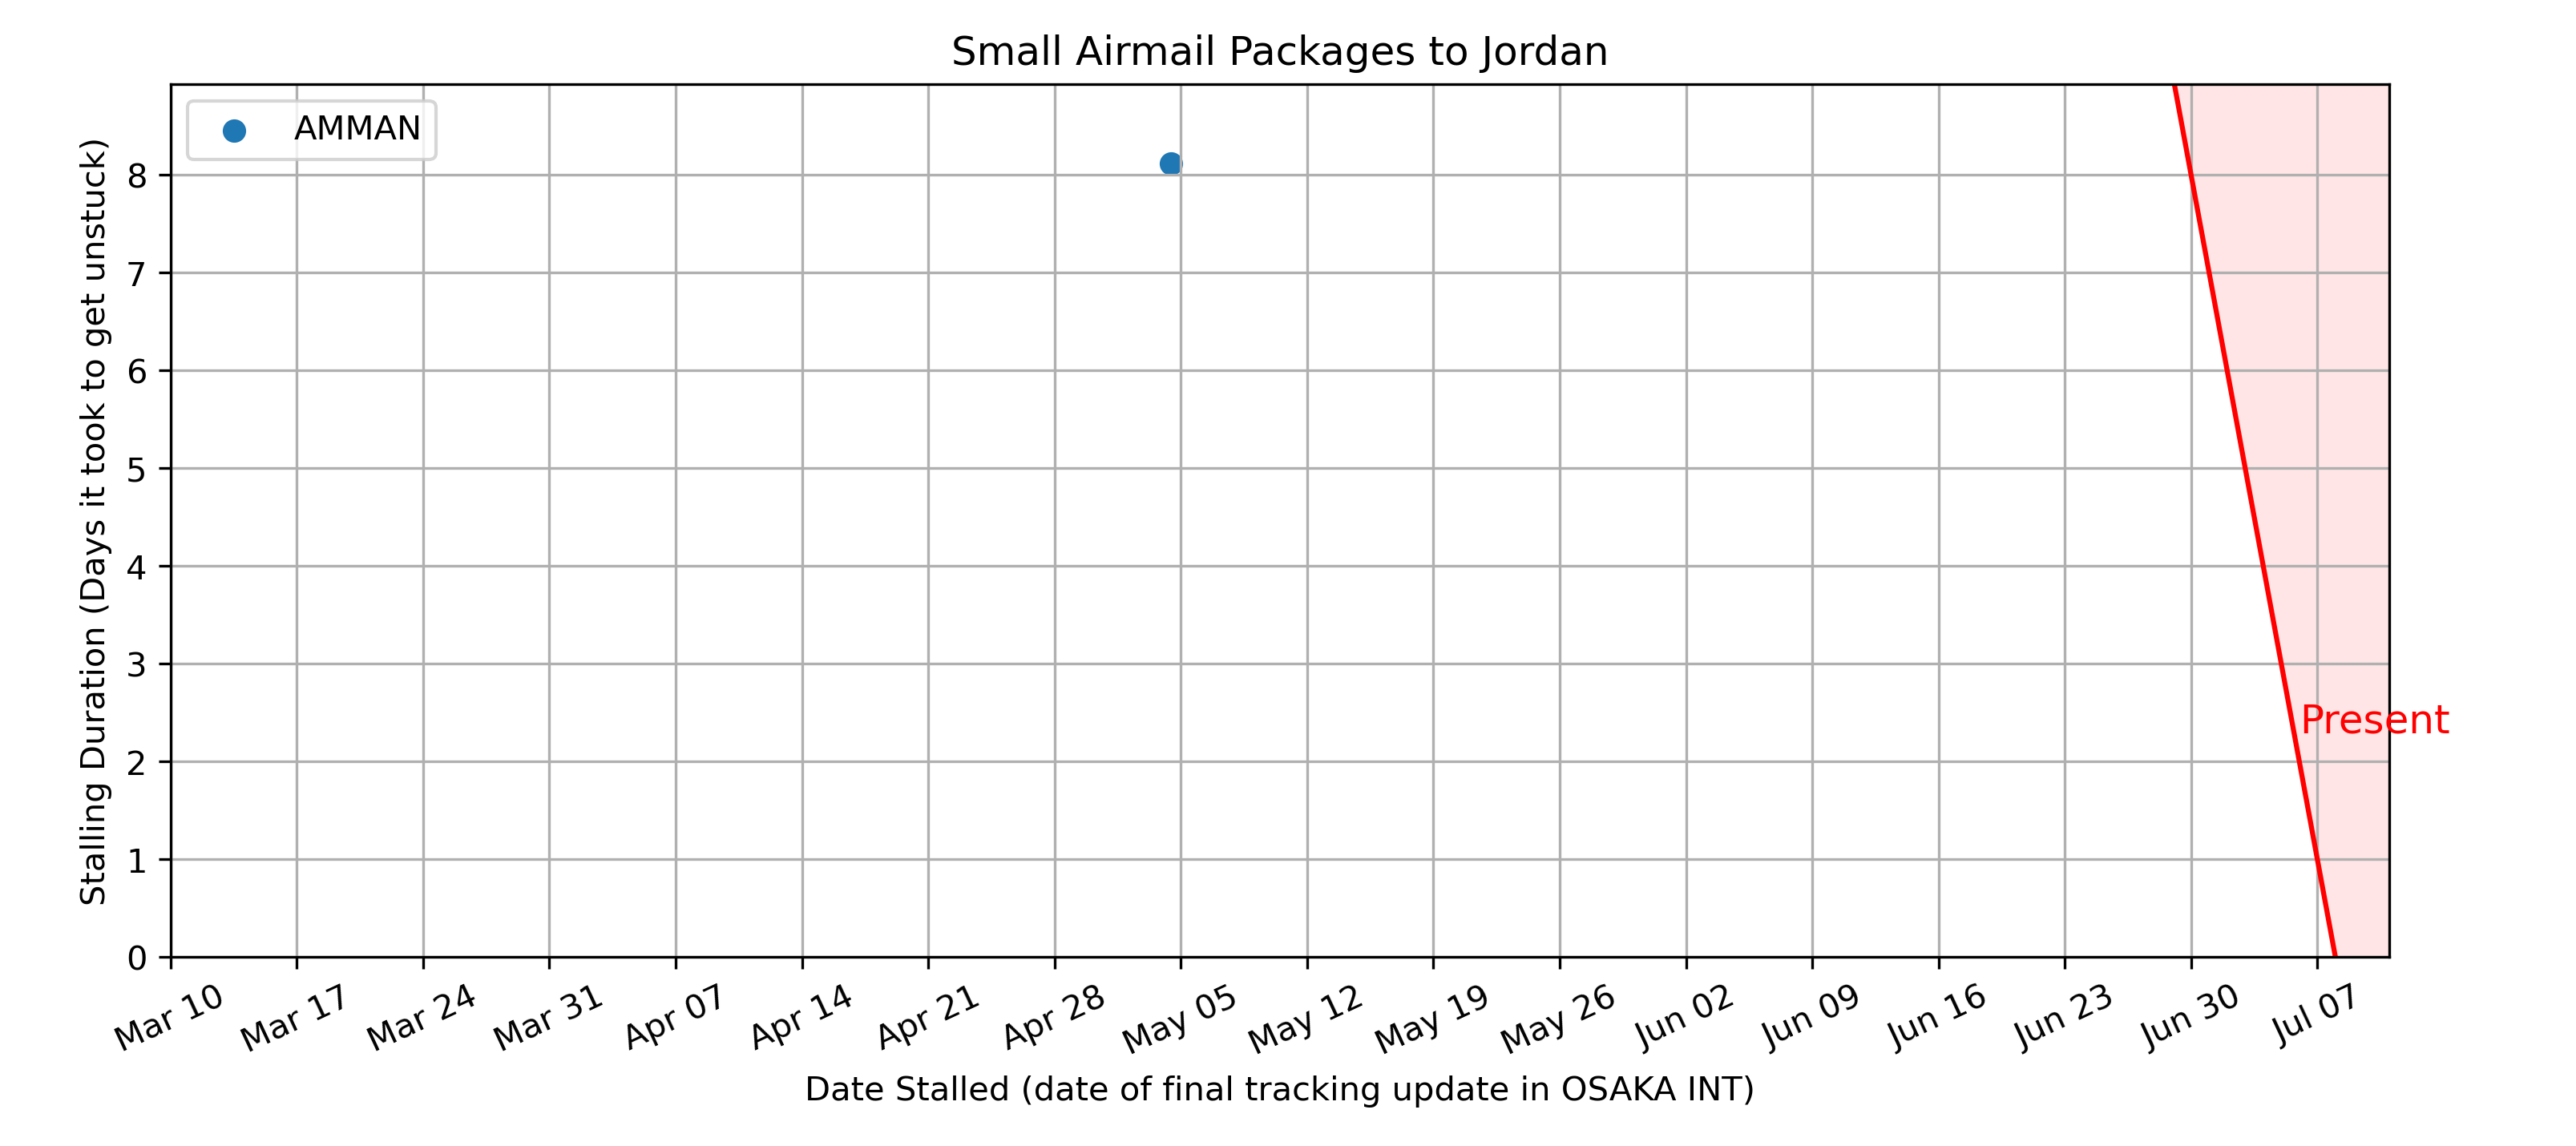 Small Airmail Packages to Jordan
AMMAN
Stalling Duration (Days it took to get unstuck)
8
7
6
5
4
3
2
1
0
Present
Mar 10
Mar 17
Mar 24
Mar 31
Apr 07
Apr 14
Apr 21
Apr 28
May 05
May 12
May 19
May 26
Jun 02
Jun 09
Jun 16
Jun 23
Jun 30
Jul 07
Date Stalled (date of final tracking update in OSAKA INT)